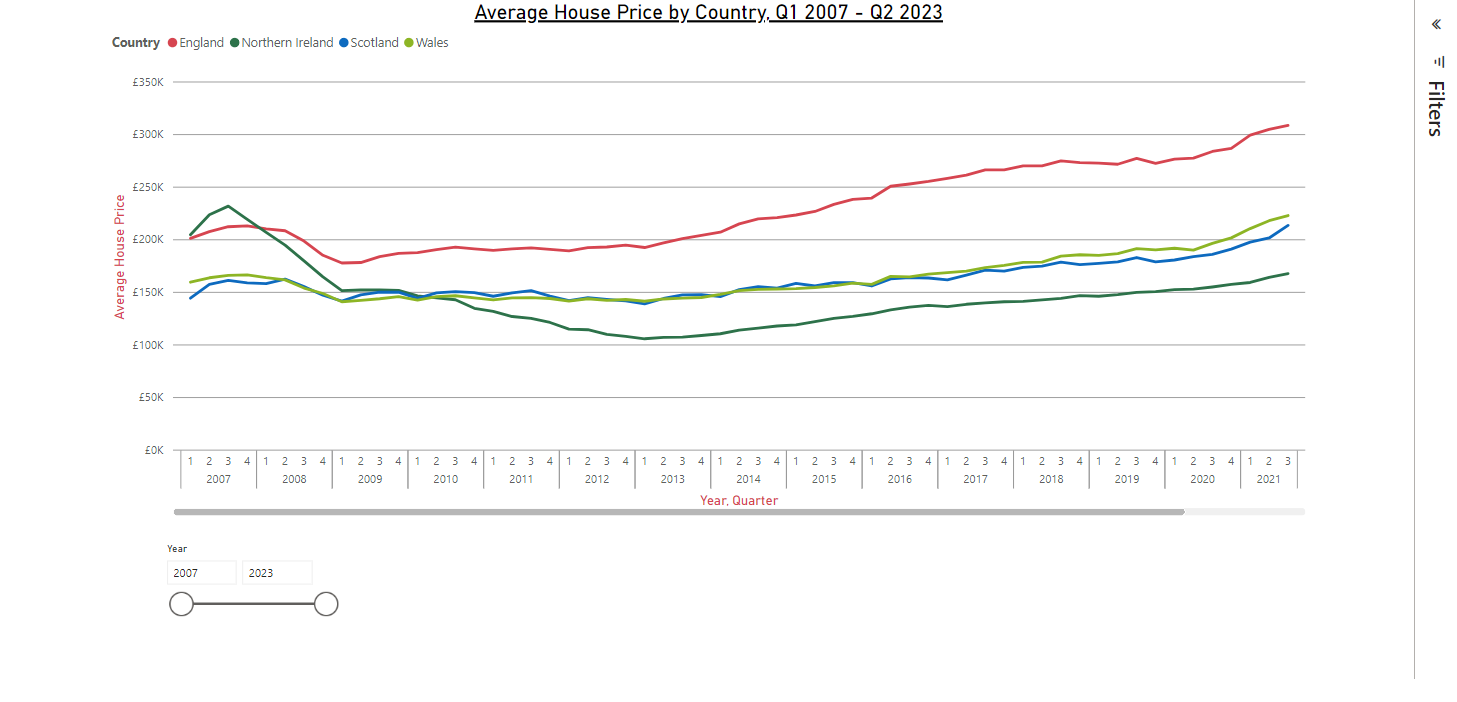 Average House Price by Country, Q1 2007 - Q2 2023
Country England Northern Ireland Scotland Wales
£350K
£300K
£250K
£200K
£150K
£100K
£50K
£0K
Average House Price
1 2 3 4 1 2 3 4 1 2 3 4 1 2 3 4 1 2 3 4 1 2 3 4 1 2 3 4 1 2 3 4 1 2 3 4 1 2 3 4 1 2 3 4 1 2 3 4 1 2 3 4 1 2 3 4 1 2 3
2007 2008 2009 2010 2011 2012 2013 2014 2015 2016 2017 2018 2019 2020 2021
Year, Quarter
Year
2007 2023
Filters